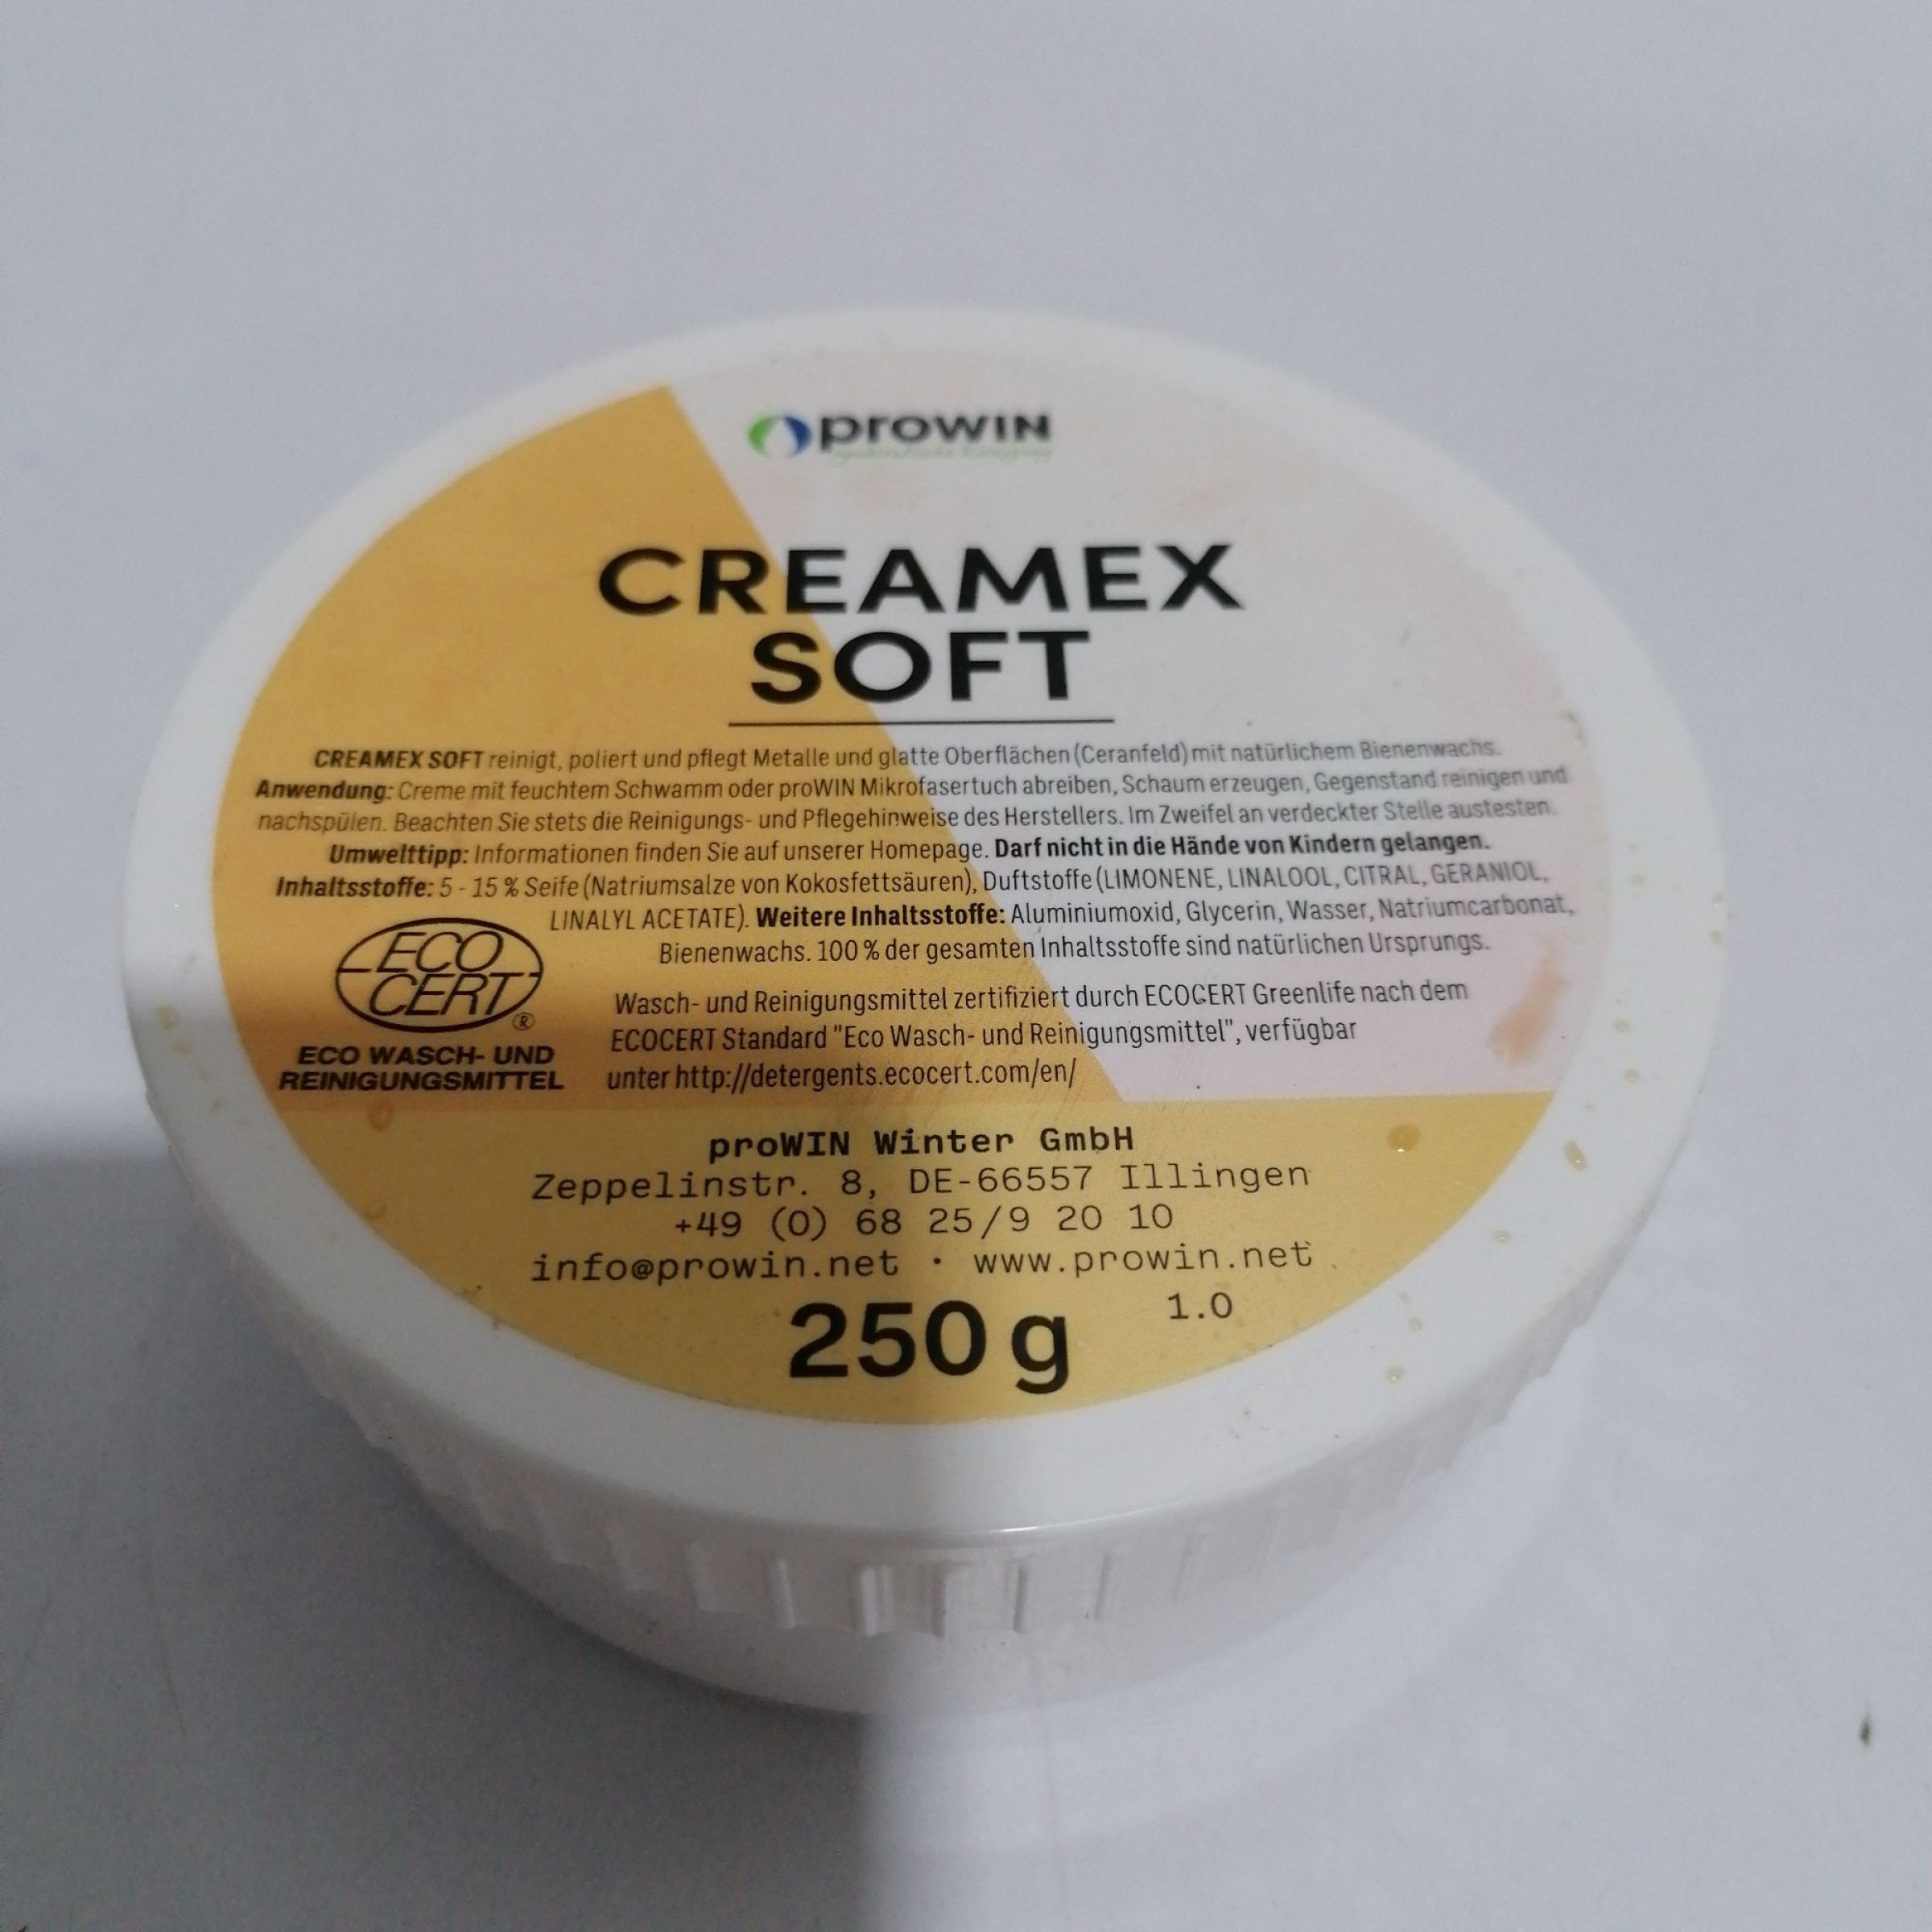 proWIN
CREAMEX
SOFT
CREAMEX SOFT reinigt, poliert und pflegt Metalle und glatte Oberflächen (Ceranfeld) mit natürlichem Bienenwachs.
Anwendung: Creme mit feuchtem Schwamm oder proWIN Mikrofasertuch abreiben, Schaum erzeugen, Gegenstand reinigen und
nachspülen. Beachten Sie stets die Reinigungs- und Pflegehinweise des Herstellers. Im Zweifel an verdeckter Stelle austesten.
Umwelttipp: Informationen finden Sie auf unserer Homepage. Darf nicht in die Hände von Kindern gelangen.
Inhaltsstoffe: 5 - 15 % Seife (Natriumsalze von Kokosfettsäuren), Duftstoffe (LIMONENE, LINALOOL, CITRAL, GERANIOL,
LINALYL ACETATE). Weitere Inhaltsstoffe: Aluminiumoxid, Glycerin, Wasser, Natriumcarbonat,
Bienenwachs. 100 % der gesamten Inhaltsstoffe sind natürlichen Ursprungs.
ECO
CERT
®
ECO WASCH- UND
REINIGUNGSMITTEL
Wasch- und Reinigungsmittel zertifiziert durch ECOCERT Greenlife nach dem
ECOCERT Standard "Eco Wasch- und Reinigungsmittel", verfügbar
unter http://detergents.ecocert.com/en/
proWIN Winter GmbH
Zeppelinstr. 8, DE-66557 Illingen
+49 (0) 68 25/9 20 10
info@prowin.net · www.prowin.net
1.0
250 g